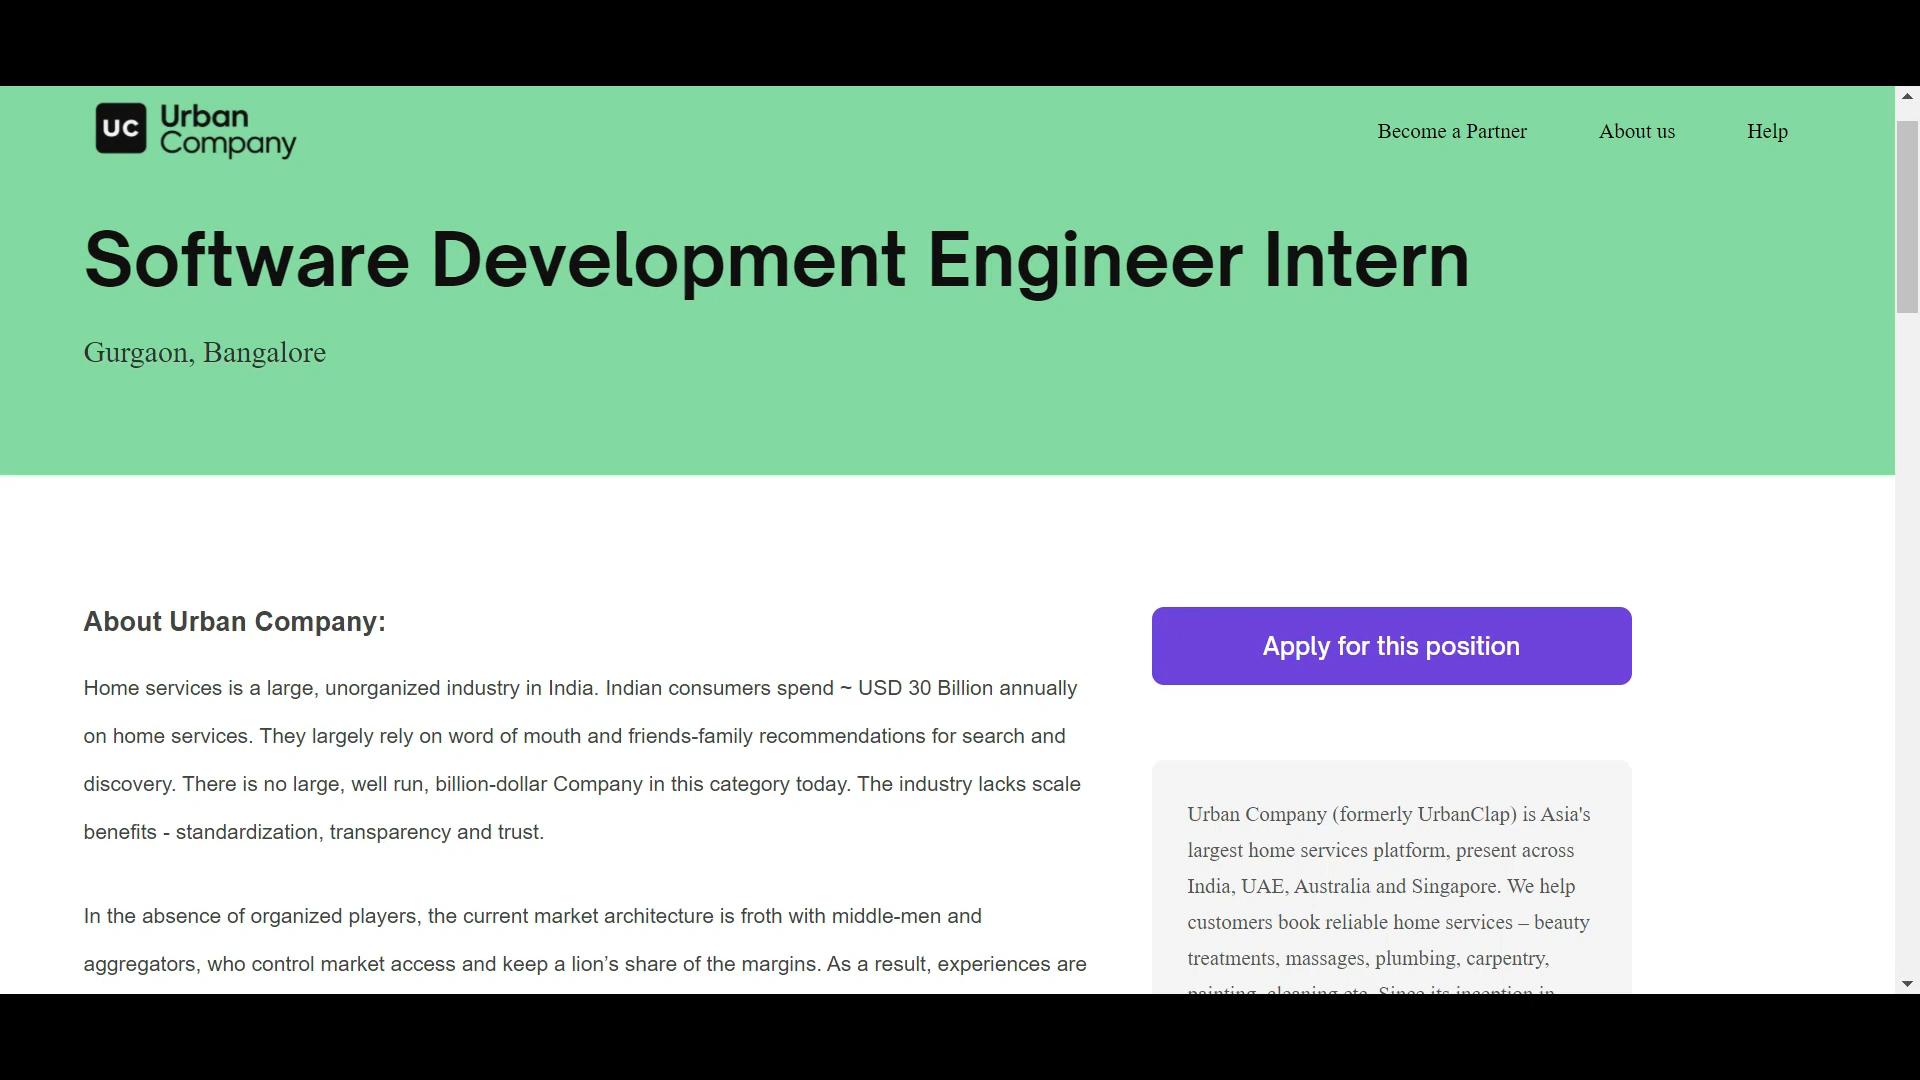 UC Urban Company
Become a Partner
About us
Help
Software Development Engineer Intern
Gurgaon, Bangalore
About Urban Company:
Home services is a large, unorganized industry in India. Indian consumers spend ~ USD 30 Billion annually
on home services. They largely rely on word of mouth and friends-family recommendations for search and
discovery. There is no large, well run, billion-dollar Company in this category today. The industry lacks scale
benefits - standardization, transparency and trust.
In the absence of organized players, the current market architecture is froth with middle-men and
aggregators, who control market access and keep a lion’s share of the margins. As a result, experiences are
Apply for this position
Urban Company (formerly UrbanClap) is Asia's
largest home services platform, present across
India, UAE, Australia and Singapore. We help
customers book reliable home services – beauty
treatments, massages, plumbing, carpentry,
painting, cleaning etc. Since its inception in